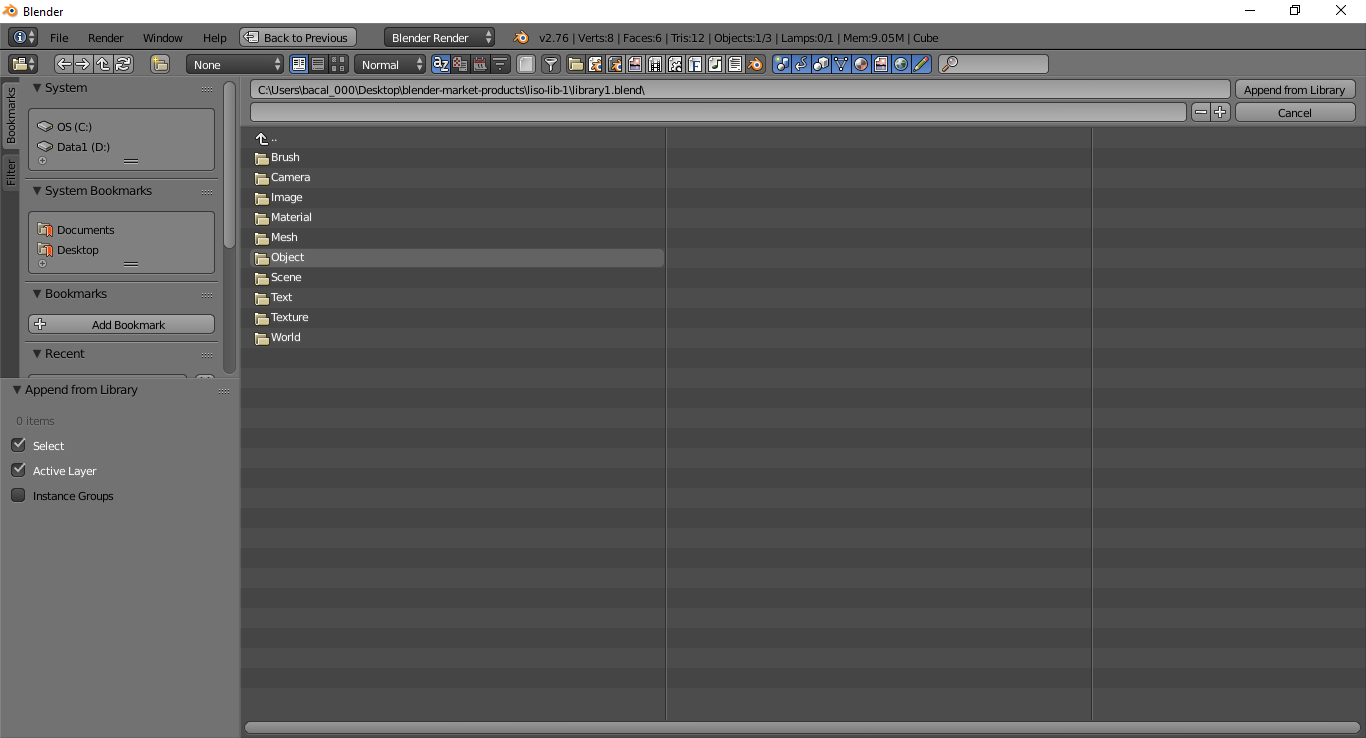 Blender
File Render Window Help Back to Previous Blender Render v2.76 | Verts:8 | Faces:6 | Tris:12 | Objects:1/3 | Lamps:0/1 | Mem:9.05M | Cube
None Normal
Bookmarks
Filter
System
OS (C:)
Data1 (D:)
System Bookmarks
Documents
Desktop
Bookmarks
Add Bookmark
Recent
Append from Library
0 items
Select
Active Layer
Instance Groups
C:\Users\bacal_000\Desktop\blender-market-products\liso-lib-1\library1.blend\ Append from Library
Cancel
..
Brush
Camera
Image
Material
Mesh
Object
Scene
Text
Texture
World